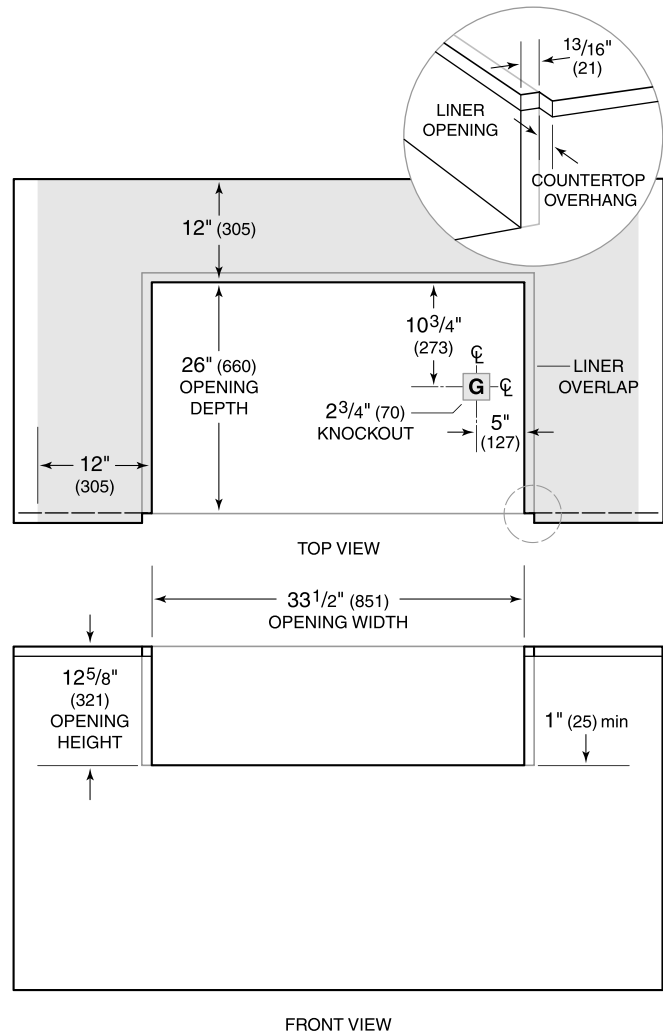 13/16"
(21)
LINER
OPENING
COUNTERTOP
OVERHANG
12" (305)
26" (660)
OPENING
DEPTH
10 3/4"
(273)
℄
G ℄
LINER
OVERLAP
2 3/4" (70)
KNOCKOUT
5"
(127)
12"
(305)
TOP VIEW
33 1/2" (851)
OPENING WIDTH
12 5/8"
(321)
OPENING
HEIGHT
1" (25) min
FRONT VIEW